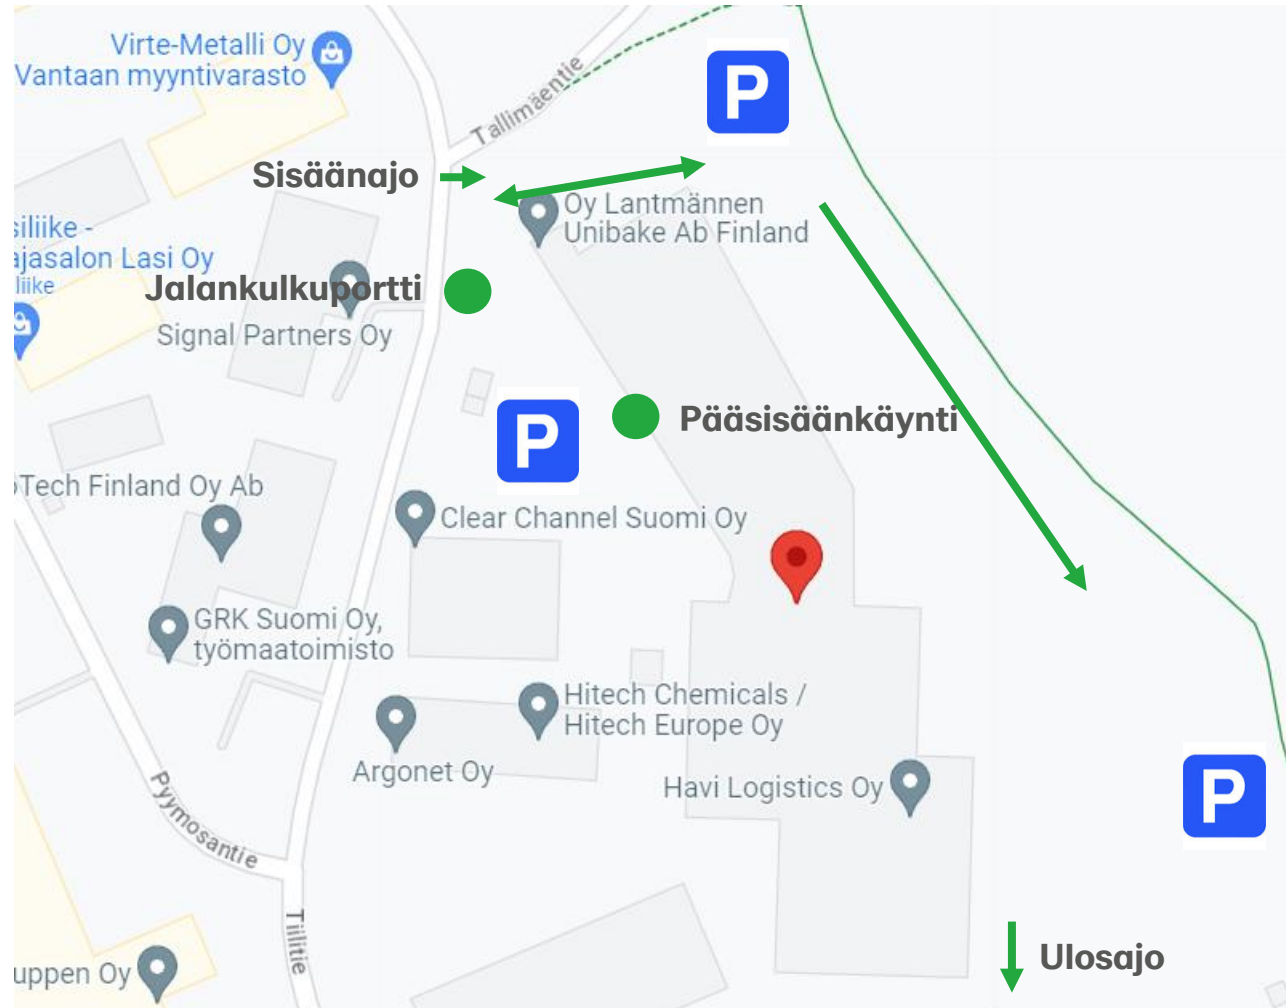 Virte-Metalli Oy
Vantaan myyntivarasto
Tallimäentie
P
Sisäänajo
Oy Lantmännen
Unibake Ab Finland
siliike -
ajasalon Lasi Oy
liike
Jalankulkuportti
Signal Partners Oy
P
Pääsisäänkäynti
Tech Finland Oy Ab
Clear Channel Suomi Oy
GRK Suomi Oy,
työmaatoimisto
Hitech Chemicals /
Hitech Europe Oy
Argonet Oy
Havi Logistics Oy
P
Pyymosantie
Tiilitie
uppen Oy
Ulosajo